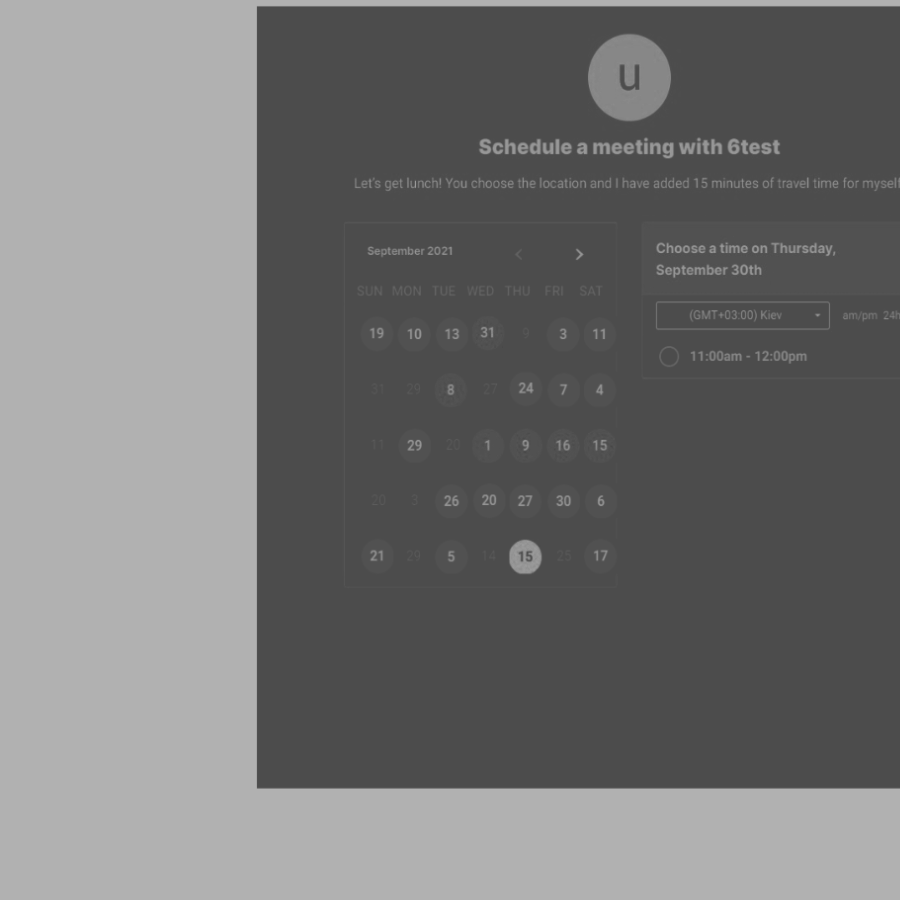 u
Schedule a meeting with 6test
Let's get lunch! You choose the location and I have added 15 minutes of travel time for myself
September 2021
SUN MON TUE WED THU FRI SAT
19 10 13 31 9 3 11
31 29 8 27 24 7 4
11 29 20 1 9 16 15
20 3 26 20 27 30 6
21 29 5 14 15 25 17
Choose a time on Thursday,
September 30th
(GMT+03:00) Kiev am/pm 24h
11:00am - 12:00pm